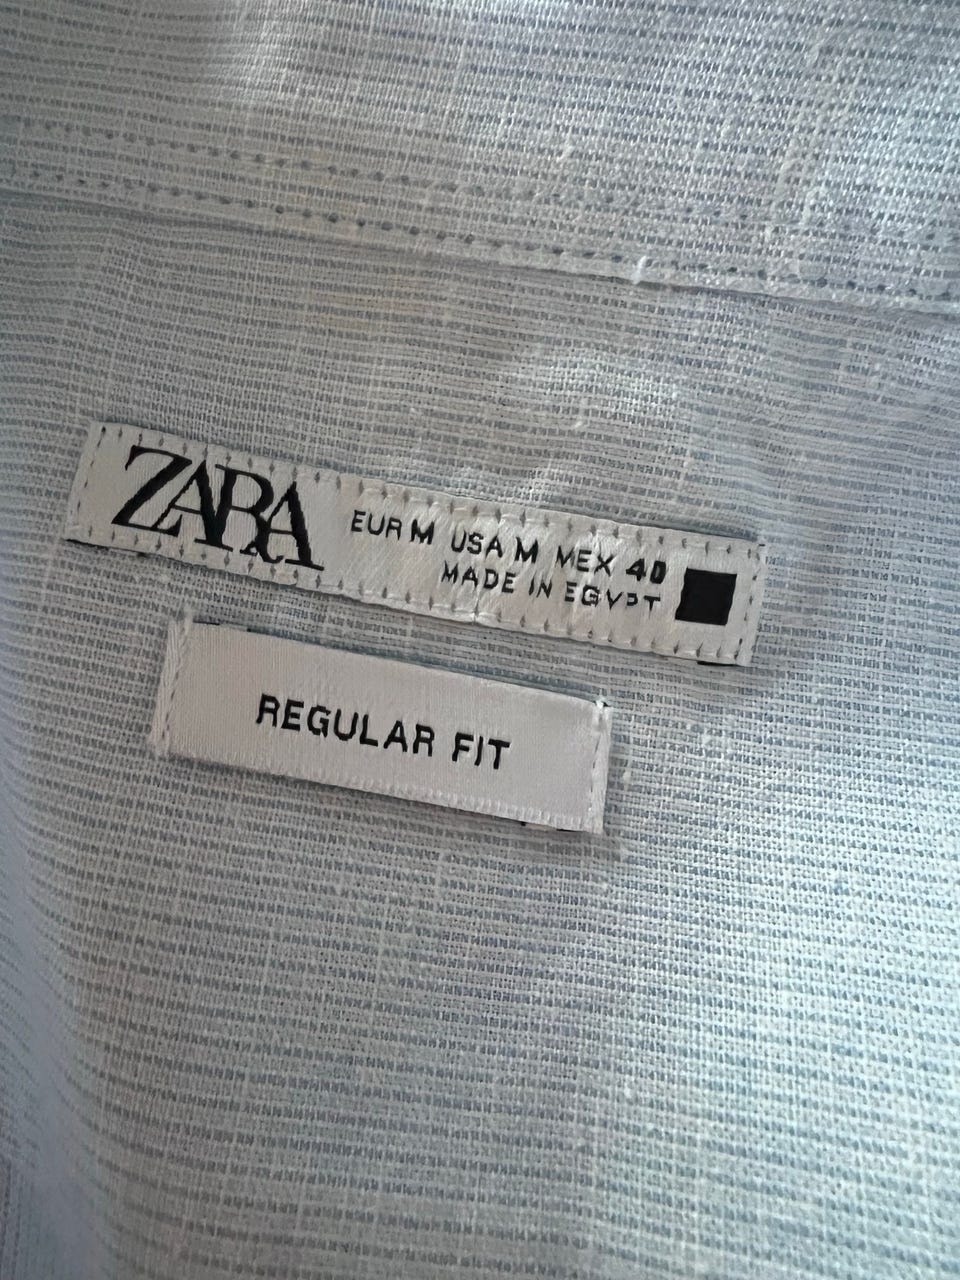 ZARA
EUR M USA M MEX 40
MADE IN EGYPT
REGULAR FIT